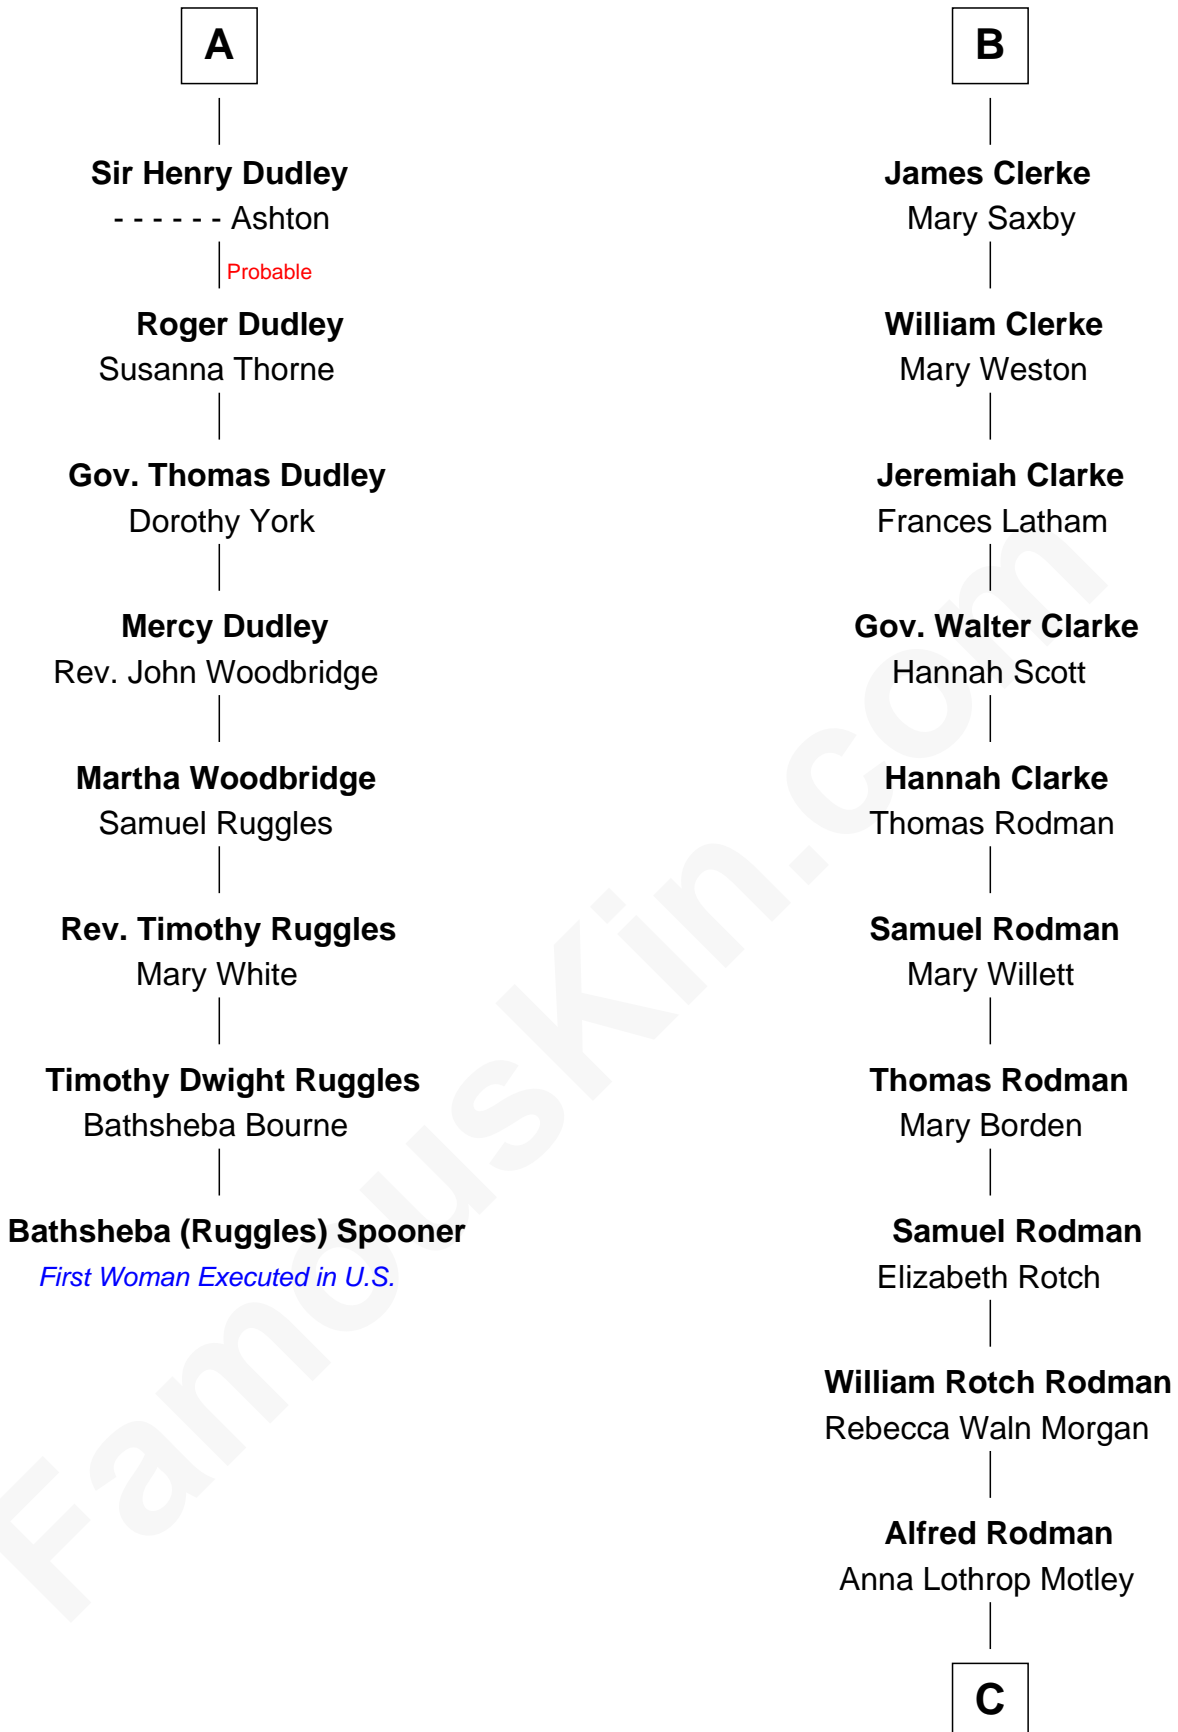 A
Sir Henry Dudley
- - - - - - Ashton
Probable
Roger Dudley
Susanna Thorne
Gov. Thomas Dudley
Dorothy York
Mercy Dudley
Rev. John Woodbridge
Martha Woodbridge
Samuel Ruggles
Rev. Timothy Ruggles
Mary White
Timothy Dwight Ruggles
Bathsheba Bourne
Bathsheba (Ruggles) Spooner
First Woman Executed in U.S.
B
James Clerke
Mary Saxby
William Clerke
Mary Weston
Jeremiah Clarke
Frances Latham
Gov. Walter Clarke
Hannah Scott
Hannah Clarke
Thomas Rodman
Samuel Rodman
Mary Willett
Thomas Rodman
Mary Borden
Samuel Rodman
Elizabeth Rotch
William Rotch Rodman
Rebecca Waln Morgan
Alfred Rodman
Anna Lothrop Motley
C
FamousKin.com